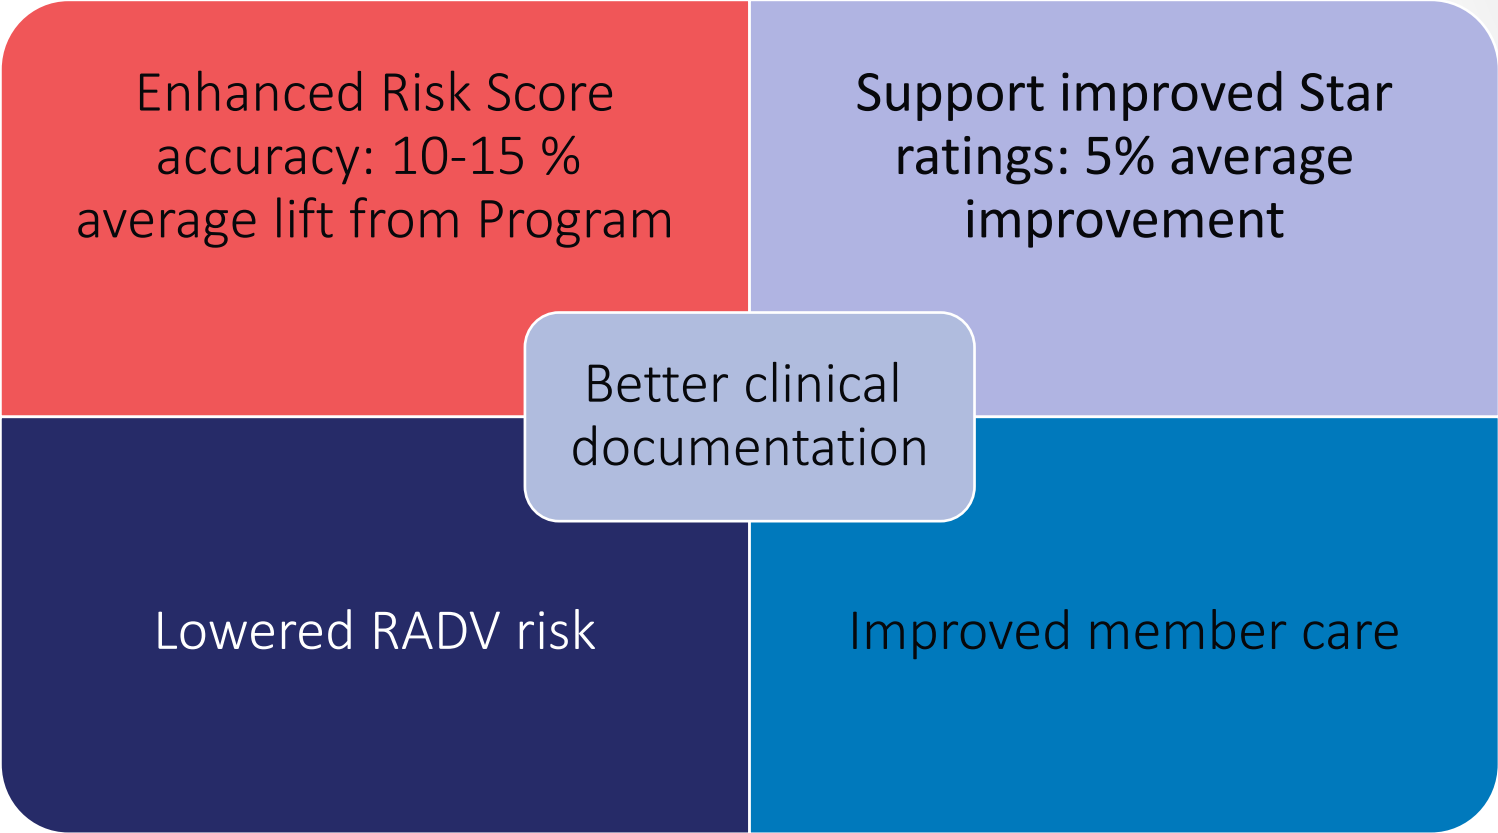 Enhanced Risk Score
accuracy: 10-15 %
average lift from Program
Support improved Star
ratings: 5% average
improvement
Better clinical
documentation
Lowered RADV risk
Improved member care